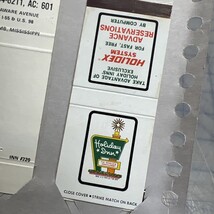 -6211, AC: 601
AWARE AVENUE
I-55 & U.S. 98
MISSISSIPPI
INN #729
TAKE ADVANTAGE OF
HOLIDAY INNS'
EXCLUSIVE
HOLIDEX
SYSTEM
FOR FAST, FREE
ADVANCE
RESERVATIONS
BY COMPUTER
Holiday
Inn
CLOSE COVER • STRIKE MATCH ON BACK